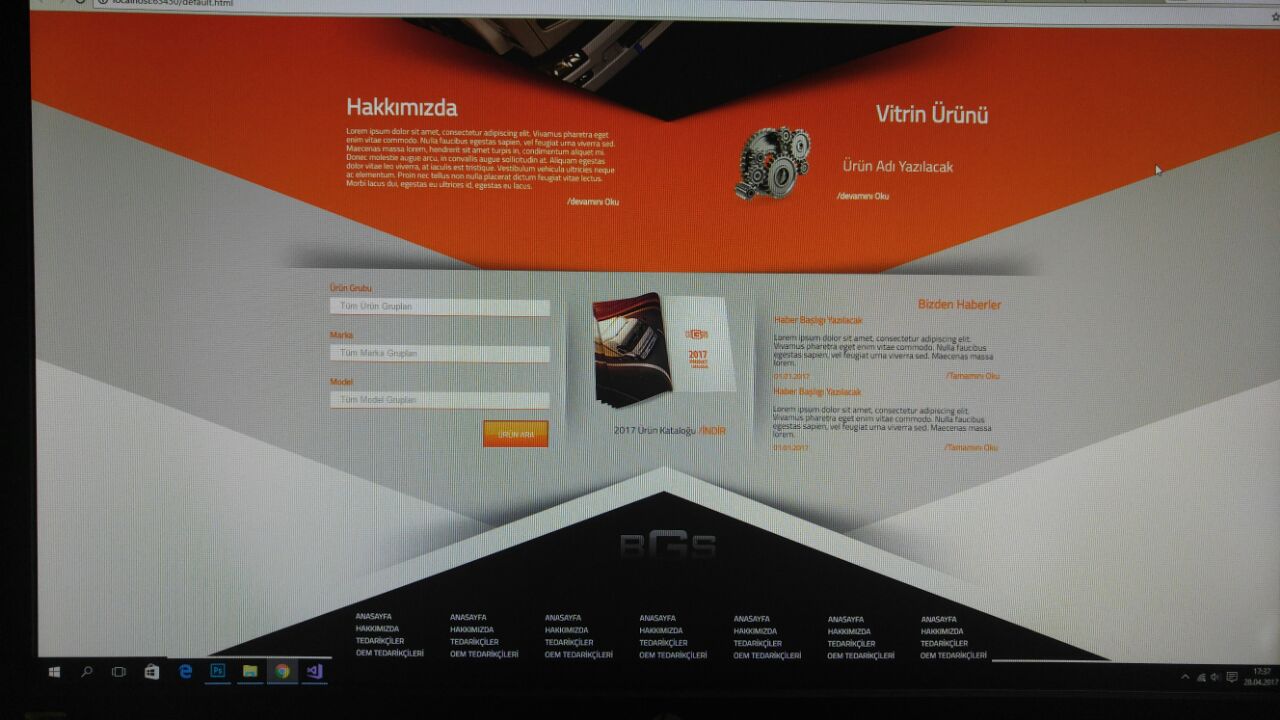 localhost:63430/default.html
Hakkımızda
Lorem ipsum dolor sit amet, consectetur adipiscing elit. Vivamus pharetra eget
enim vitae commodo. Nulla faucibus egestas sapien, vel feugiat urna viverra sed.
Maecenas massa lorem, hendrerit sit amet turpis in, condimentum aliquet mi.
Donec molestie augue arcu, in convallis augue sollicitudin at. Aliquam egestas
dolor vitae leo viverra, at iaculis est tristique. Vestibulum vehicula ultricies neque
ac elementum. Proin nec tellus non nulla placerat dictum feugiat vitae lectus.
Morbi lacus dui, egestas eu ultrices id, egestas eu lacus.
/devamını Oku
Vitrin Ürünü
Ürün Adı Yazılacak
/devamını Oku
Ürün Grubu
Tüm Ürün Grupları
Marka
Tüm Marka Grupları
Model
Tüm Model Grupları
ÜRÜN ARA
BGS
2017
2017 Ürün Kataloğu /İNDİR
Bizden Haberler
Haber Başlığı Yazılacak
Lorem ipsum dolor sit amet, consectetur adipiscing elit.
Vivamus pharetra eget enim vitae commodo. Nulla faucibus
egestas sapien, vel feugiat urna viverra sed. Maecenas massa
lorem.
01.01.2017 /Tamamını Oku
Haber Başlığı Yazılacak
Lorem ipsum dolor sit amet, consectetur adipiscing elit.
Vivamus pharetra eget enim vitae commodo. Nulla faucibus
egestas sapien, vel feugiat urna viverra sed. Maecenas massa
lorem.
01.01.2017 /Tamamını Oku
BGS
ANASAYFA ANASAYFA ANASAYFA ANASAYFA ANASAYFA ANASAYFA ANASAYFA
HAKKIMIZDA HAKKIMIZDA HAKKIMIZDA HAKKIMIZDA HAKKIMIZDA HAKKIMIZDA HAKKIMIZDA
TEDARİKÇİLER TEDARİKÇİLER TEDARİKÇİLER TEDARİKÇİLER TEDARİKÇİLER TEDARİKÇİLER TEDARİKÇİLER
OEM TEDARİKÇİLERİ OEM TEDARİKÇİLERİ OEM TEDARİKÇİLERİ OEM TEDARİKÇİLERİ OEM TEDARİKÇİLERİ OEM TEDARİKÇİLERİ OEM TEDARİKÇİLERİ
Ps
17:37
28.04.2017